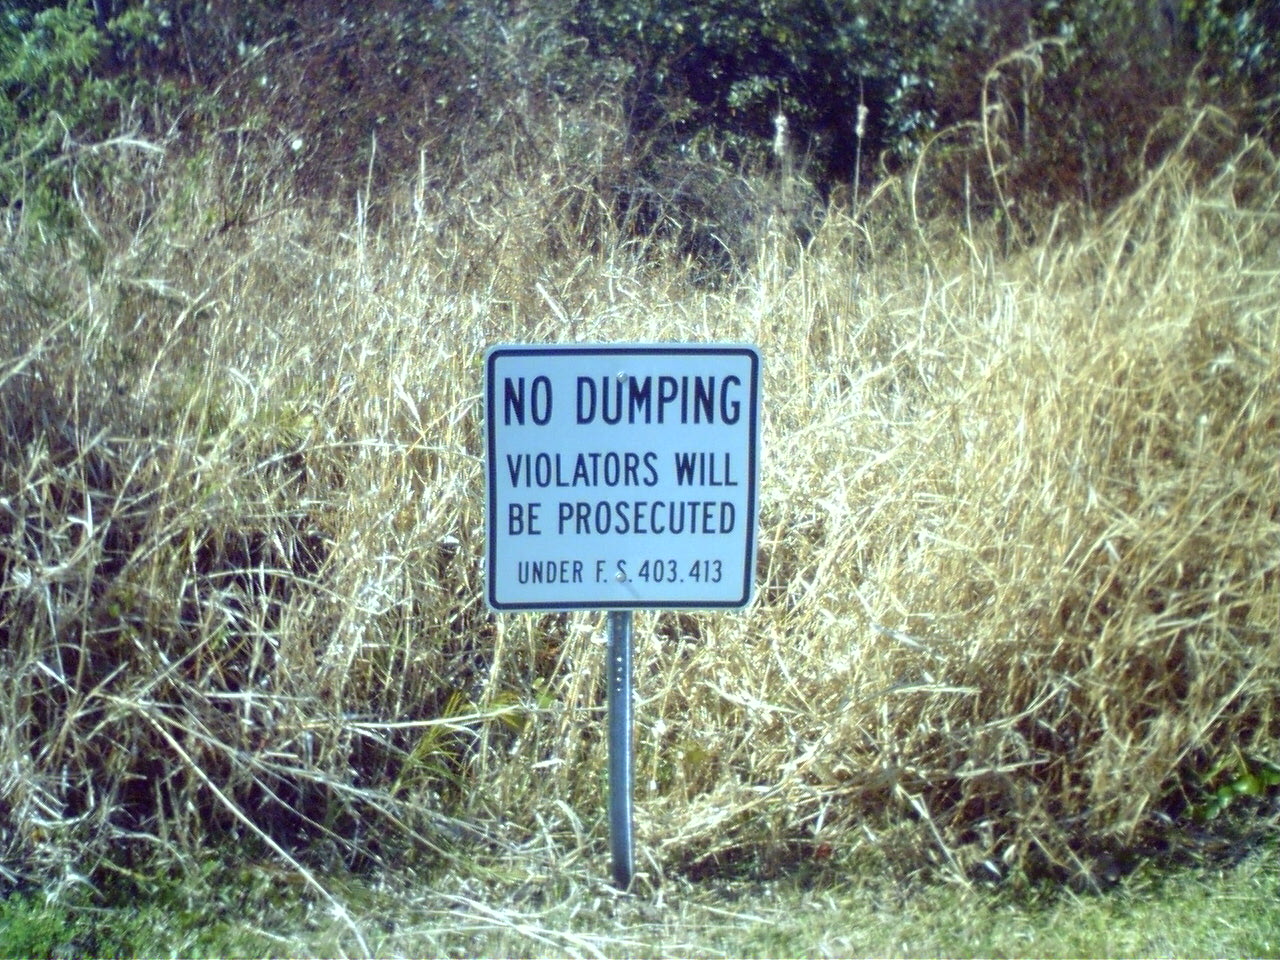 NO DUMPING
VIOLATORS WILL
BE PROSECUTED
UNDER F. S. 403.413